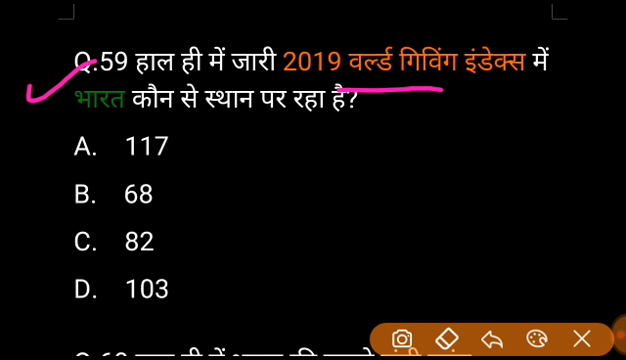 Q.59 हाल ही में जारी 2019 वर्ल्ड गिविंग इंडेक्स में
भारत कौन से स्थान पर रहा है?
A. 117
B. 68
C. 82
D. 103